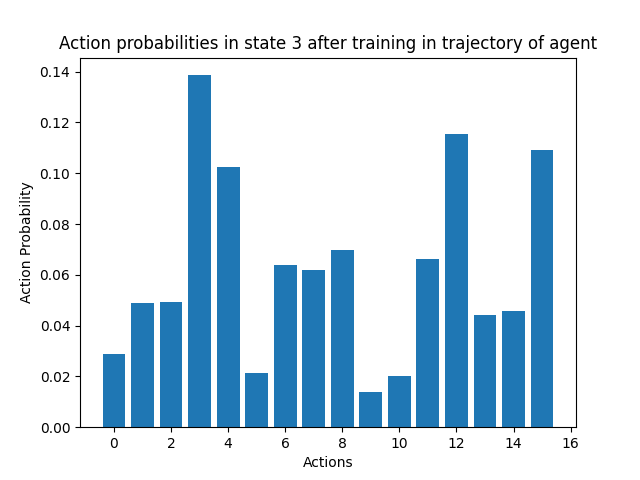 Action probabilities in state 3 after training in trajectory of agent
0.14
0.12
0.10
0.08
0.06
0.04
0.02
0.00
Action Probability
0 2 4 6 8 10 12 14 16
Actions